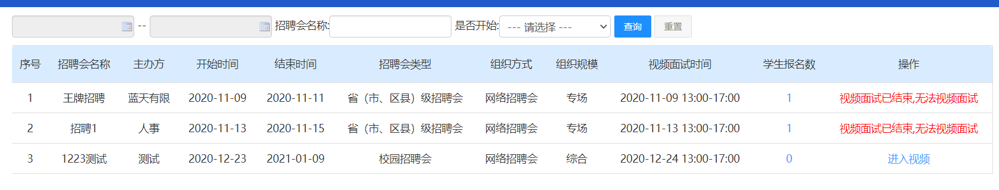 -- 招聘会名称: 是否开始: --- 请选择 --- 查询 重置
序号 招聘会名称 主办方 开始时间 结束时间 招聘会类型 组织方式 组织规模 视频面试时间 学生报名数 操作
1 王牌招聘 蓝天有限 2020-11-09 2020-11-11 省（市、区县）级招聘会 网络招聘会 专场 2020-11-09 13:00-17:00 1 视频面试已结束,无法视频面试
2 招聘1 人事 2020-11-13 2020-11-15 省（市、区县）级招聘会 网络招聘会 专场 2020-11-13 13:00-17:00 1 视频面试已结束,无法视频面试
3 1223测试 测试 2020-12-23 2021-01-09 校园招聘会 网络招聘会 综合 2020-12-24 13:00-17:00 0 进入视频